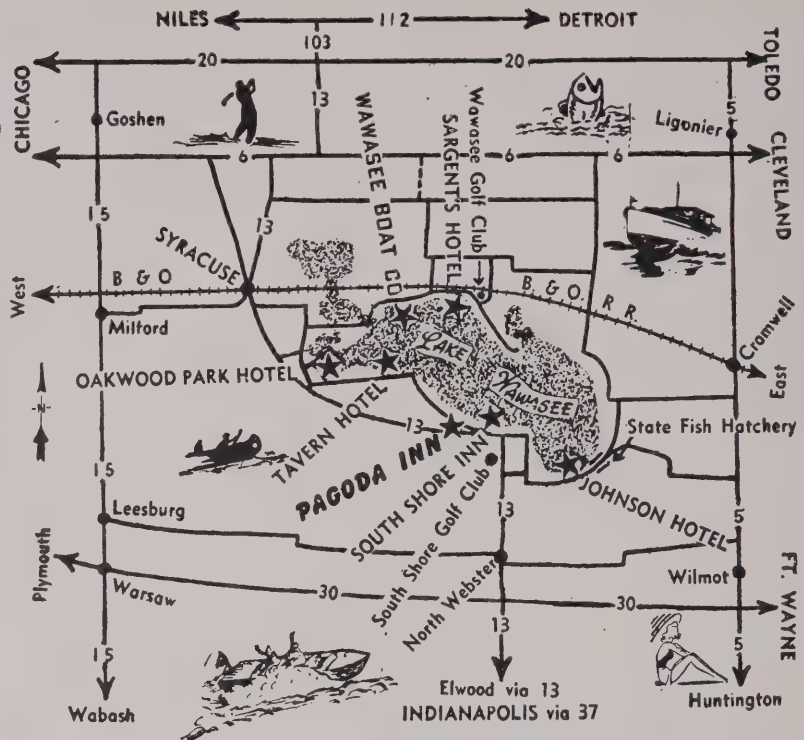 NILES 112 DETROIT
103
CHICAGO 20 20 TOLEDO
13
Goshen
WAWASEE BOAT CO
SARGENT'S HOTEL
Wawasee Golf Club
5
Ligonier
6 6 6 CLEVELAND
15
13
SYRACUSE
West B & O
B. & O. R. R.
Milford
Cromwell
East
LAKE
WAWASEE
OAKWOOD PARK HOTEL
-N-
TAVERN HOTEL
13
State Fish Hatchery
PAGODA INN
SOUTH SHORE INN
JOHNSON HOTEL
15
13
5
Leesburg
South Shore Golf Club
North Webster
Plymouth
Warsaw
Wilmot
FT. WAYNE
30 30
15
13
5
Wabash
Elwood via 13
INDIANAPOLIS via 37
Huntington